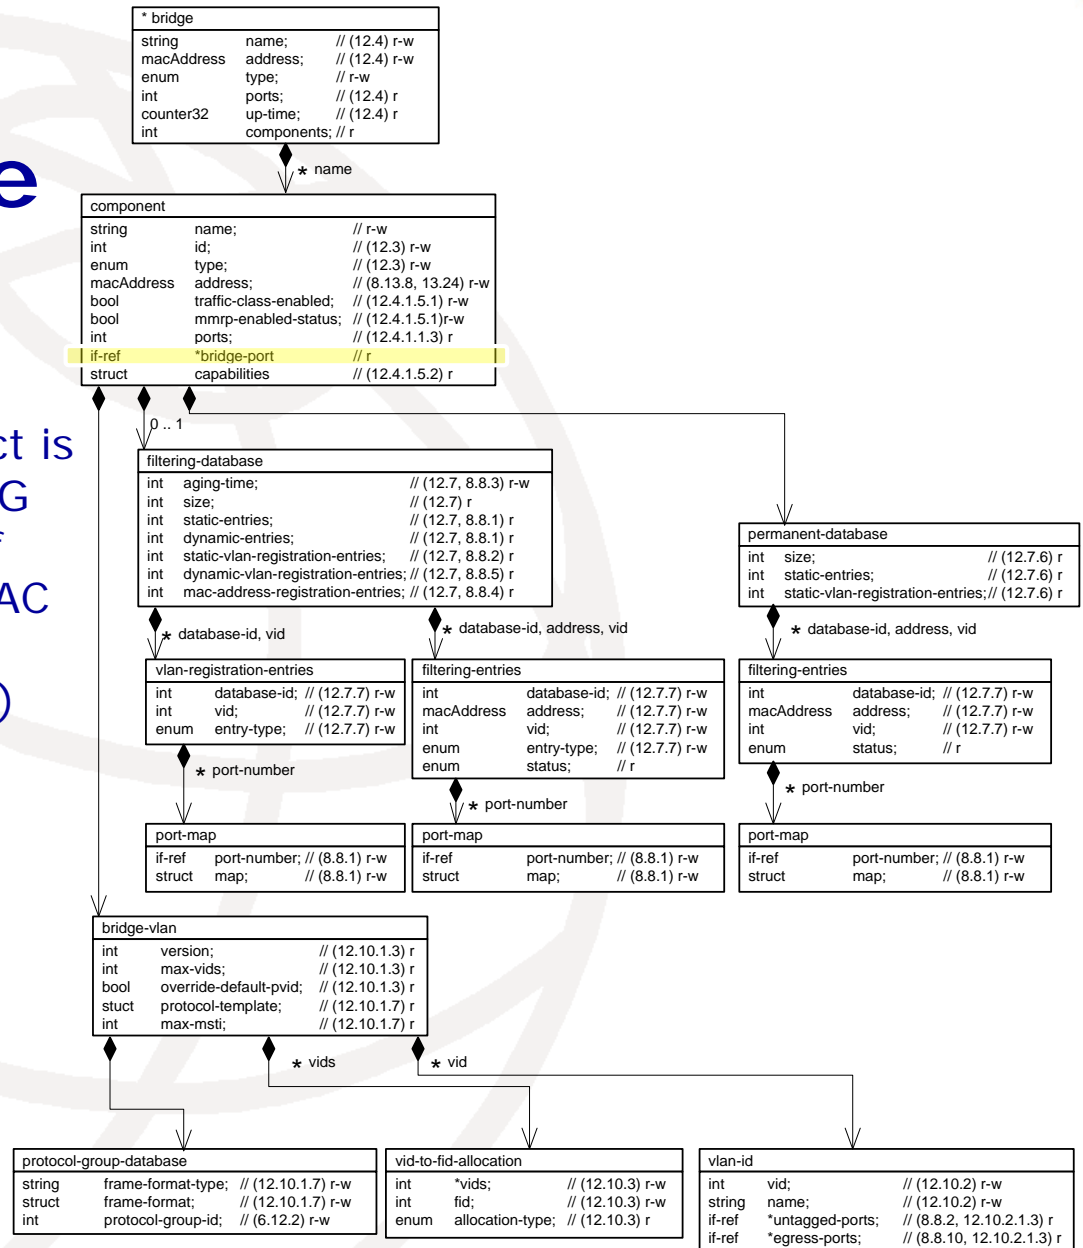 * bridge
string name; // (12.4) r-w
macAddress address; // (12.4) r-w
enum type; // r-w
int ports; // (12.4) r
counter32 up-time; // (12.4) r
int components; // r
* name
e
component
string name; // r-w
int id; // (12.3) r-w
enum type; // (12.3) r-w
macAddress address; // (8.13.8, 13.24) r-w
bool traffic-class-enabled; // (12.4.1.5.1) r-w
bool mmrp-enabled-status; // (12.4.1.5.1)r-w
int ports; // (12.4.1.1.3) r
if-ref *bridge-port // r
struct capabilities // (12.4.1.5.2) r
0 .. 1
ct is
G
f
AC
)
filtering-database
int aging-time; // (12.7, 8.8.3) r-w
int size; // (12.7) r
int static-entries; // (12.7, 8.8.1) r
int dynamic-entries; // (12.7, 8.8.1) r
int static-vlan-registration-entries; // (12.7, 8.8.2) r
int dynamic-vlan-registration-entries; // (12.7, 8.8.5) r
int mac-address-registration-entries; // (12.7, 8.8.4) r
permanent-database
int size; // (12.7.6) r
int static-entries; // (12.7.6) r
int static-vlan-registration-entries; // (12.7.6) r
* database-id, vid
* database-id, address, vid
* database-id, address, vid
vlan-registration-entries
int database-id; // (12.7.7) r-w
int vid; // (12.7.7) r-w
enum entry-type; // (12.7.7) r-w
filtering-entries
int database-id; // (12.7.7) r-w
macAddress address; // (12.7.7) r-w
int vid; // (12.7.7) r-w
enum entry-type; // (12.7.7) r-w
enum status; // r
filtering-entries
int database-id; // (12.7.7) r-w
macAddress address; // (12.7.7) r-w
int vid; // (12.7.7) r-w
enum status; // r
* port-number
* port-number
* port-number
port-map
if-ref port-number; // (8.8.1) r-w
struct map; // (8.8.1) r-w
port-map
if-ref port-number; // (8.8.1) r-w
struct map; // (8.8.1) r-w
port-map
if-ref port-number; // (8.8.1) r-w
struct map; // (8.8.1) r-w
bridge-vlan
int version; // (12.10.1.3) r
int max-vids; // (12.10.1.3) r
bool override-default-pvid; // (12.10.1.3) r
stuct protocol-template; // (12.10.1.7) r
int max-msti; // (12.10.1.7) r
* vids
* vid
protocol-group-database
string frame-format-type; // (12.10.1.7) r-w
struct frame-format; // (12.10.1.7) r-w
int protocol-group-id; // (6.12.2) r-w
vid-to-fid-allocation
int *vids; // (12.10.3) r-w
int fid; // (12.10.3) r-w
enum allocation-type; // (12.10.3) r
vlan-id
int vid; // (12.10.2) r-w
string name; // (12.10.2) r-w
if-ref *untagged-ports; // (8.8.2, 12.10.2.1.3) r
if-ref *egress-ports; // (8.8.10, 12.10.2.1.3) r